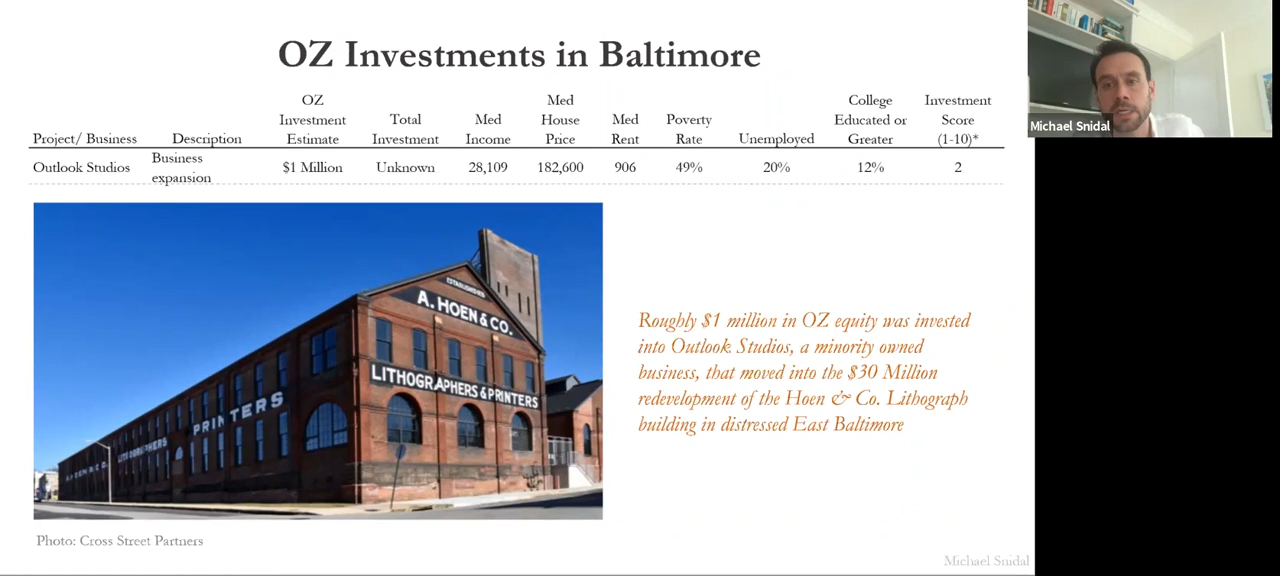 OZ Investments in Baltimore
Project/ Business
Description
OZ
Investment
Estimate
Total
Investment
Med
Income
Med
House
Price
Med
Rent
Poverty
Rate
Unemployed
College
Educated or
Greater
Investment
Score
(1-10)*
Outlook Studios
Business
expansion
$1 Million
Unknown
28,109
182,600
906
49%
20%
12%
2
Michael Snidal
ESTABLISHED
A. HOEN & CO.
LITHOGRAPHERS & PRINTERS
A. HOEN & CO. LITHOGRAPHERS PRINTERS
Roughly $1 million in OZ equity was invested
into Outlook Studios, a minority owned
business, that moved into the $30 Million
redevelopment of the Hoen & Co. Lithograph
building in distressed East Baltimore
Photo: Cross Street Partners
Michael Snidal